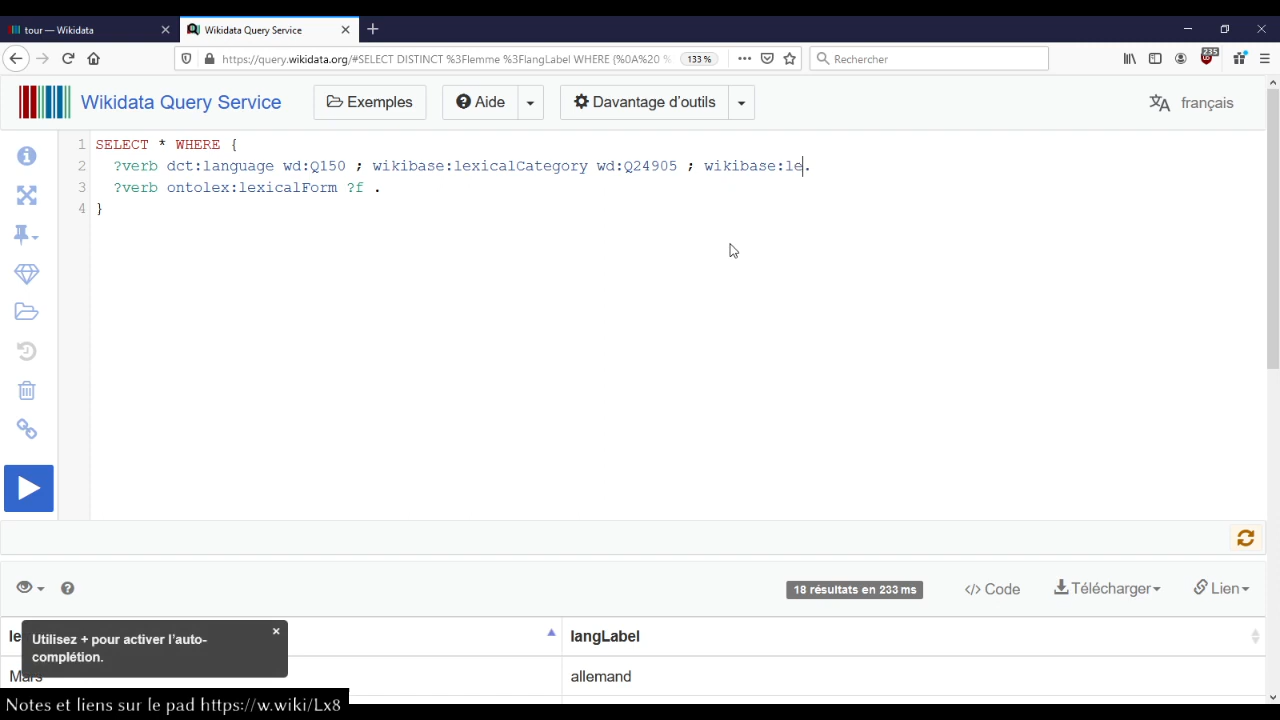 tour — Wikidata
Wikidata Query Service
https://query.wikidata.org/#SELECT DISTINCT %3Flemme %3FlangLabel WHERE {%0A%20 %
133 %
Rechercher
235
Wikidata Query Service
Exemples
Aide
Davantage d'outils
français
1 SELECT * WHERE {
2 ?verb dct:language wd:Q150 ; wikibase:lexicalCategory wd:Q24905 ; wikibase:le.
3 ?verb ontolex:lexicalForm ?f .
4 }
18 résultats en 233 ms
</> Code
Télécharger
Lien
le
langLabel
Utilisez + pour activer l'auto-
complétion.
Mars
allemand
Notes et liens sur le pad https://w.wiki/Lx8